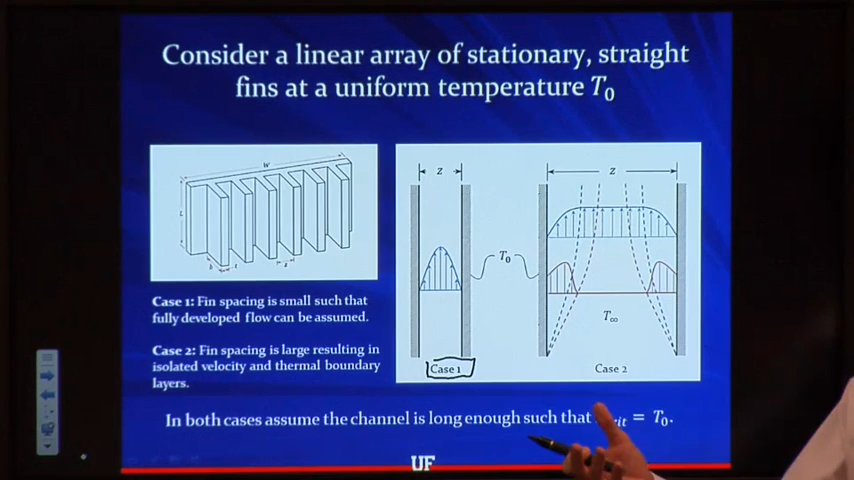 Consider a linear array of stationary, straight
fins at a uniform temperature T₀
W
L
b
t
s
z
z
T₀
T∞
Case 1
Case 2
Case 1: Fin spacing is small such that
fully developed flow can be assumed.
Case 2: Fin spacing is large resulting in
isolated velocity and thermal boundary
layers.
In both cases assume the channel is long enough such that = T₀.
UF